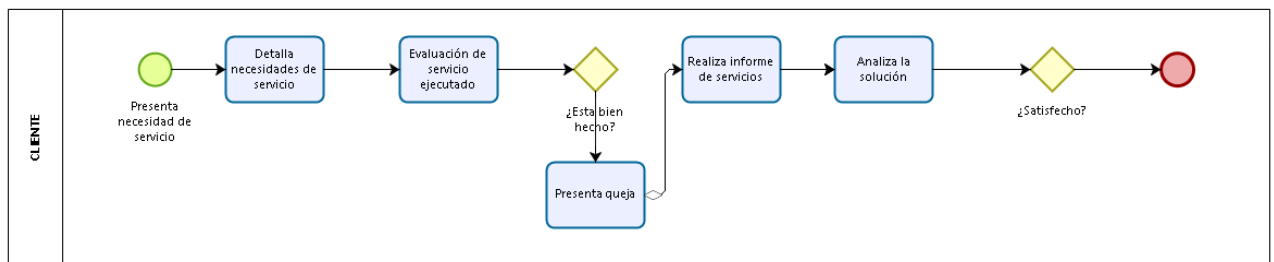 CLIENTE
Presenta
necesidad de
servicio
Detalla
necesidades de
servicio
Evaluación de
servicio
ejecutado
¿Esta bien
hecho?
Presenta queja
Realiza informe
de servicios
Analiza la
solución
¿Satisfecho?